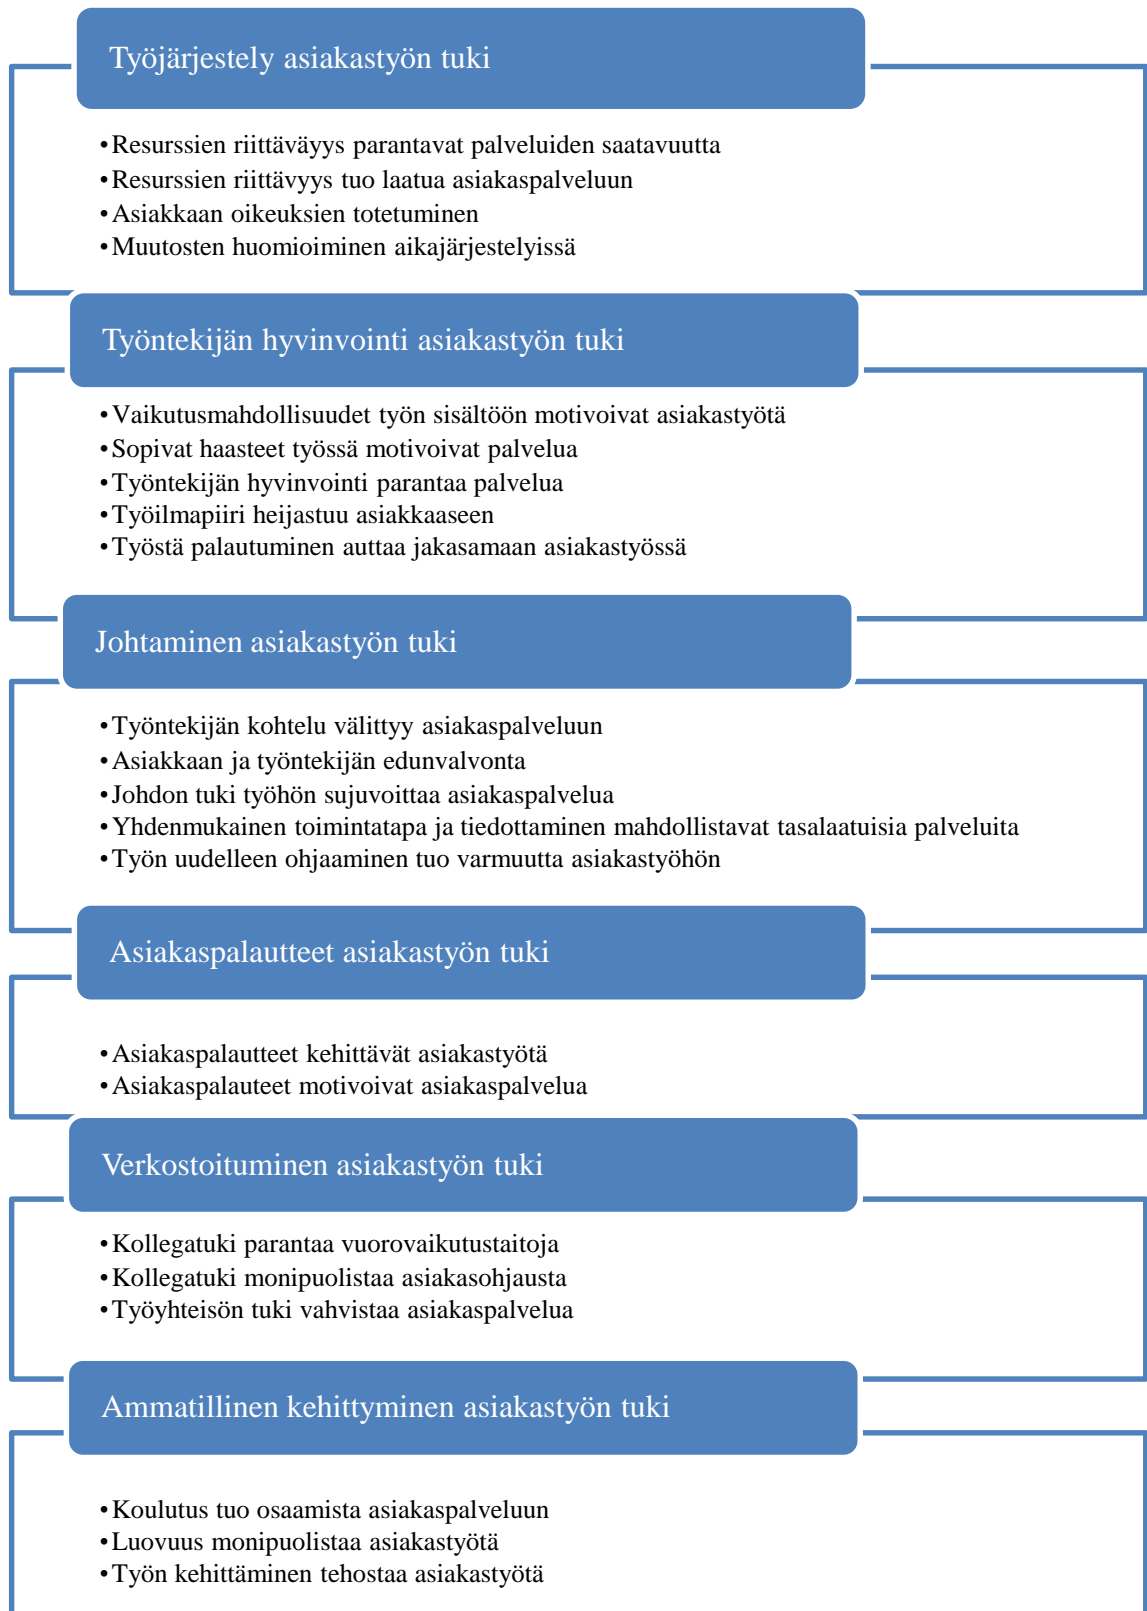 Työjärjestely asiakastyön tuki
•Resurssien riittäväyys parantavat palveluiden saatavuutta
•Resurssien riittävyys tuo laatua asiakaspalveluun
•Asiakkaan oikeuksien totetuminen
•Muutosten huomioiminen aikajärjestelyissä
Työntekijän hyvinvointi asiakastyön tuki
•Vaikutusmahdollisuudet työn sisältöön motivoivat asiakastyötä
•Sopivat haasteet työssä motivoivat palvelua
•Työntekijän hyvinvointi parantaa palvelua
•Työilmapiiri heijastuu asiakkaaseen
•Työstä palautuminen auttaa jakasamaan asiakastyössä
Johtaminen asiakastyön tuki
•Työntekijän kohtelu välittyy asiakaspalveluun
•Asiakkaan ja työntekijän edunvalvonta
•Johdon tuki työhön sujuvoittaa asiakaspalvelua
•Yhdenmukainen toimintatapa ja tiedottaminen mahdollistavat tasalaatuisia palveluita
•Työn uudelleen ohjaaminen tuo varmuutta asiakastyöhön
Asiakaspalautteet asiakastyön tuki
•Asiakaspalautteet kehittävät asiakastyötä
•Asiakaspalauteet motivoivat asiakaspalvelua
Verkostoituminen asiakastyön tuki
•Kollegatuki parantaa vuorovaikutustaitoja
•Kollegatuki monipuolistaa asiakasohjausta
•Työyhteisön tuki vahvistaa asiakaspalvelua
Ammatillinen kehittyminen asiakastyön tuki
•Koulutus tuo osaamista asiakaspalveluun
•Luovuus monipuolistaa asiakastyötä
•Työn kehittäminen tehostaa asiakastyötä